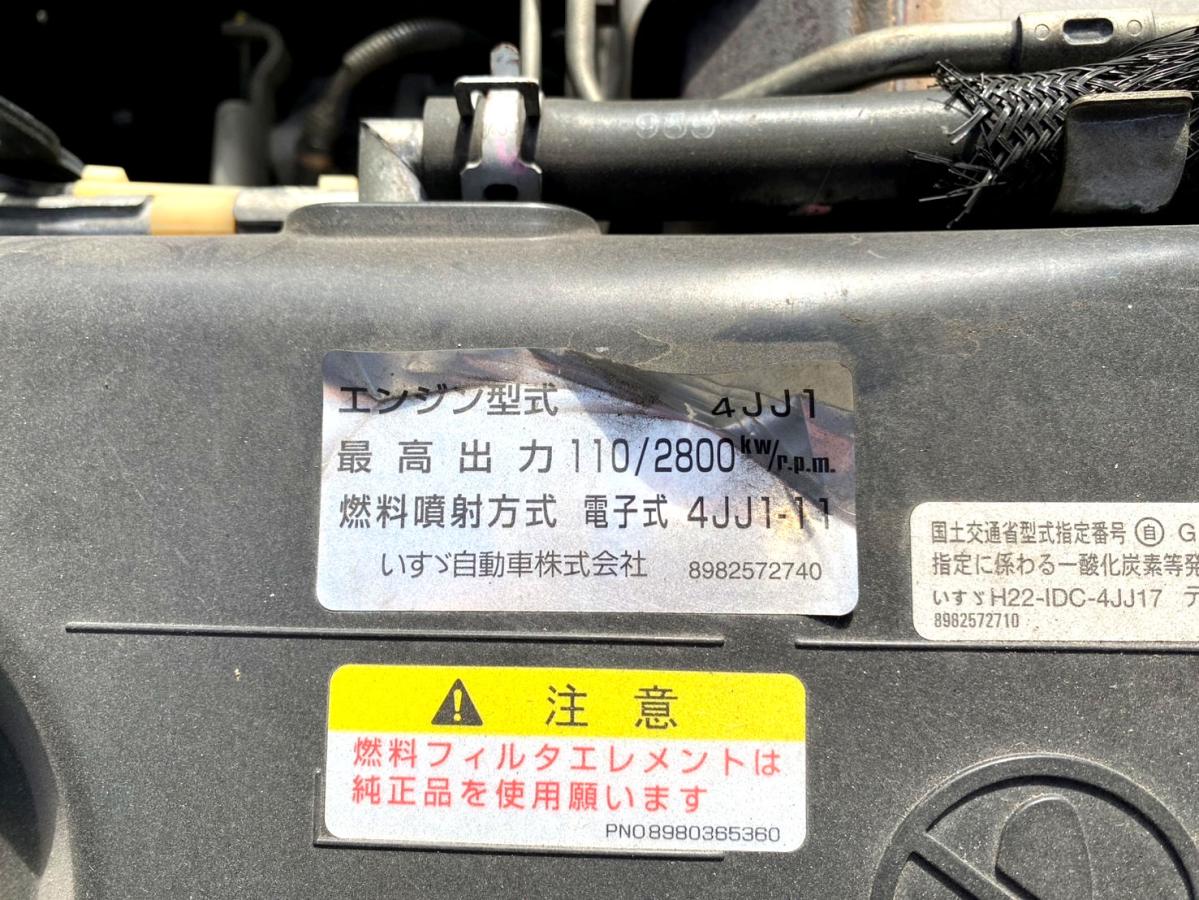 955
エンジン型式 4JJ1
最高出力 110/2800kw/r.p.m.
燃料噴射方式 電子式 4JJ1-11
いすゞ自動車株式会社 8982572740
国土交通省型式指定番号 自 G
指定に係わる一酸化炭素等発
いすゞH22-IDC-4JJ17 デ
8982572710
注意
燃料フィルタエレメントは
純正品を使用願います
PNO8980365360